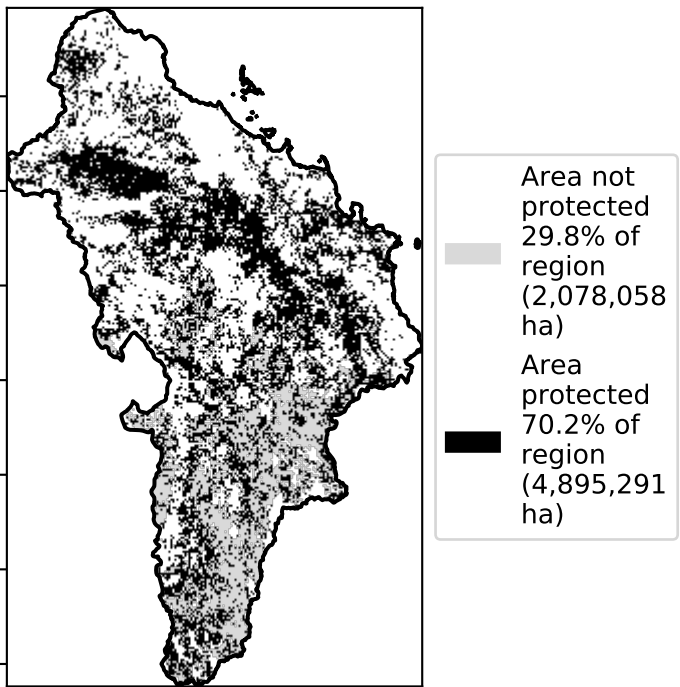 Area not
protected
29.8% of
region
(2,078,058
ha)
Area
protected
70.2% of
region
(4,895,291
ha)